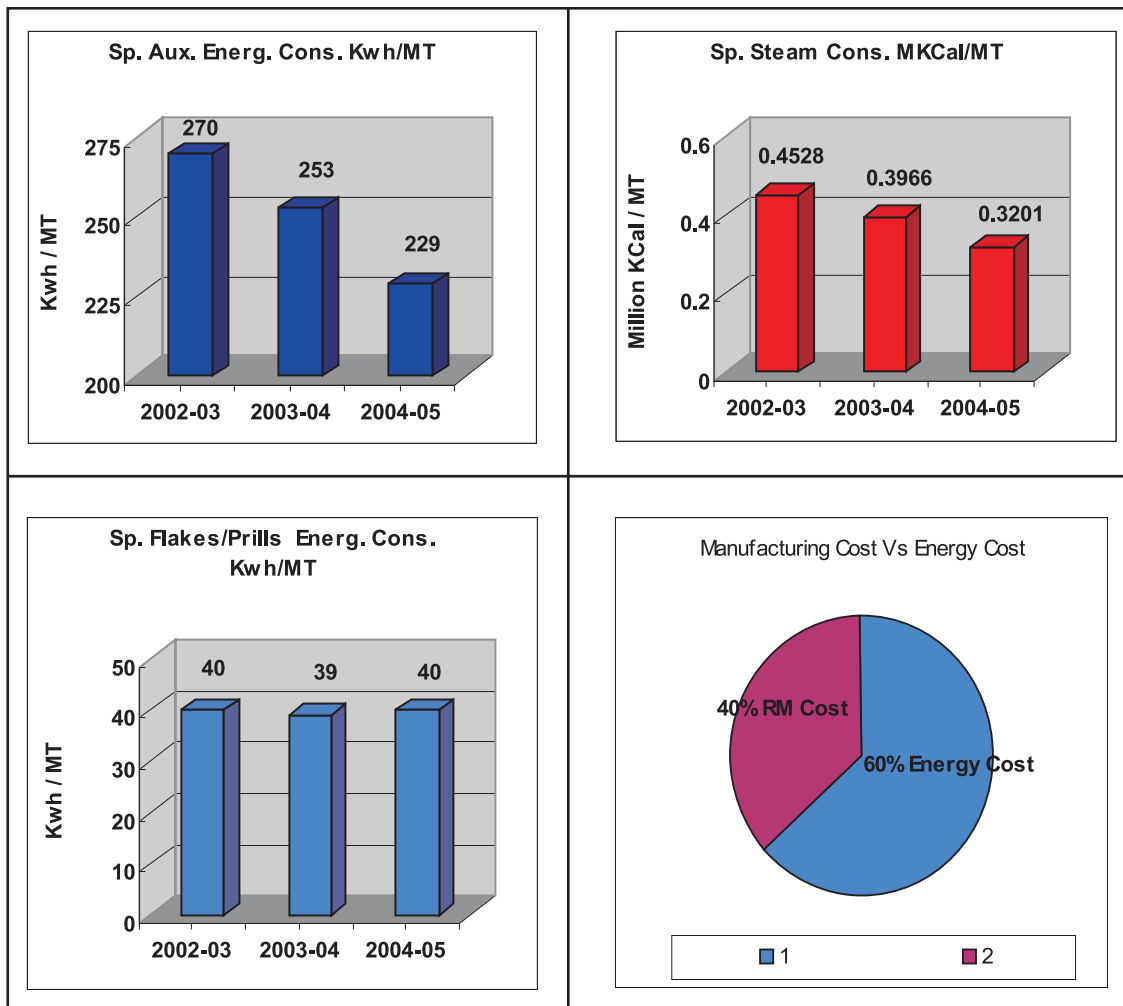 Sp. Aux. Energ. Cons. Kwh/MT
270
253
229
275
250
225
200
Kwh / MT
2002-03 2003-04 2004-05
Sp. Steam Cons. MKCal/MT
0.4528
0.3966
0.3201
0.6
0.4
0.2
0
Million KCal / MT
2002-03 2003-04 2004-05
Sp. Flakes/Prills Energ. Cons.
Kwh/MT
40 39 40
50
40
30
20
10
0
Kwh / MT
2002-03 2003-04 2004-05
Manufacturing Cost Vs Energy Cost
40% RM Cost
60% Energy Cost
1 2